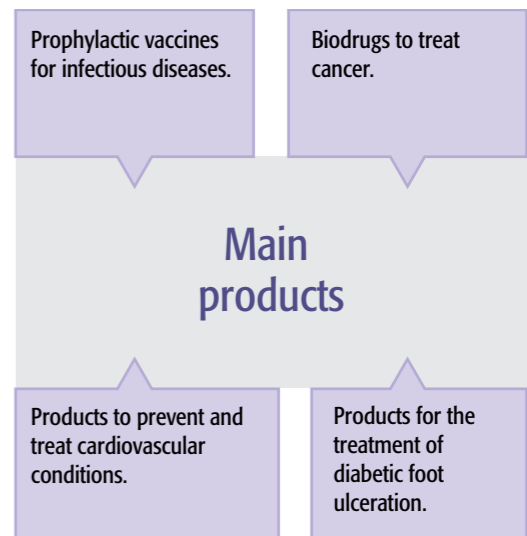 Prophylactic vaccines
for infectious diseases.
Biodrugs to treat
cancer.
Main
products
Products to prevent and
treat cardiovascular
conditions.
Products for the
treatment of
diabetic foot
ulceration.